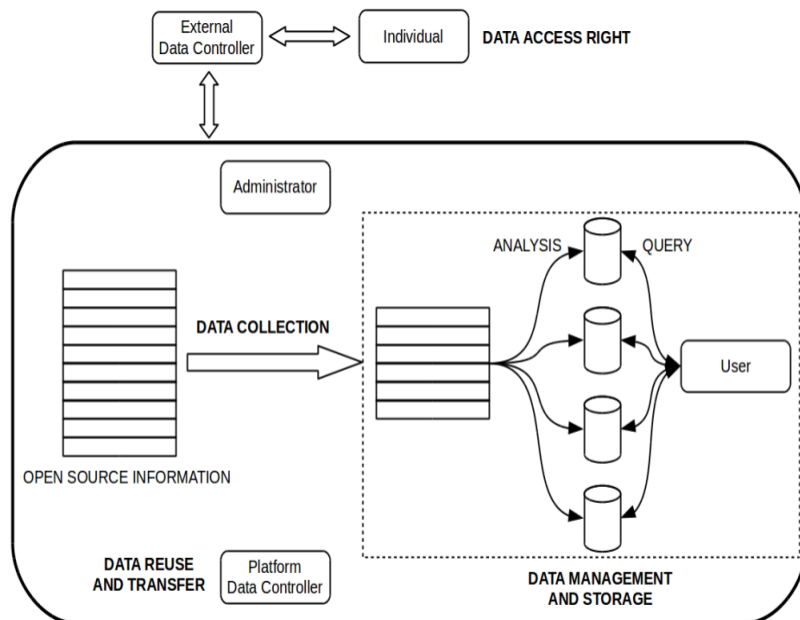 External
Data Controller
Individual
DATA ACCESS RIGHT
Administrator
ANALYSIS
QUERY
DATA COLLECTION
User
OPEN SOURCE INFORMATION
DATA REUSE
AND TRANSFER
Platform
Data Controller
DATA MANAGEMENT
AND STORAGE